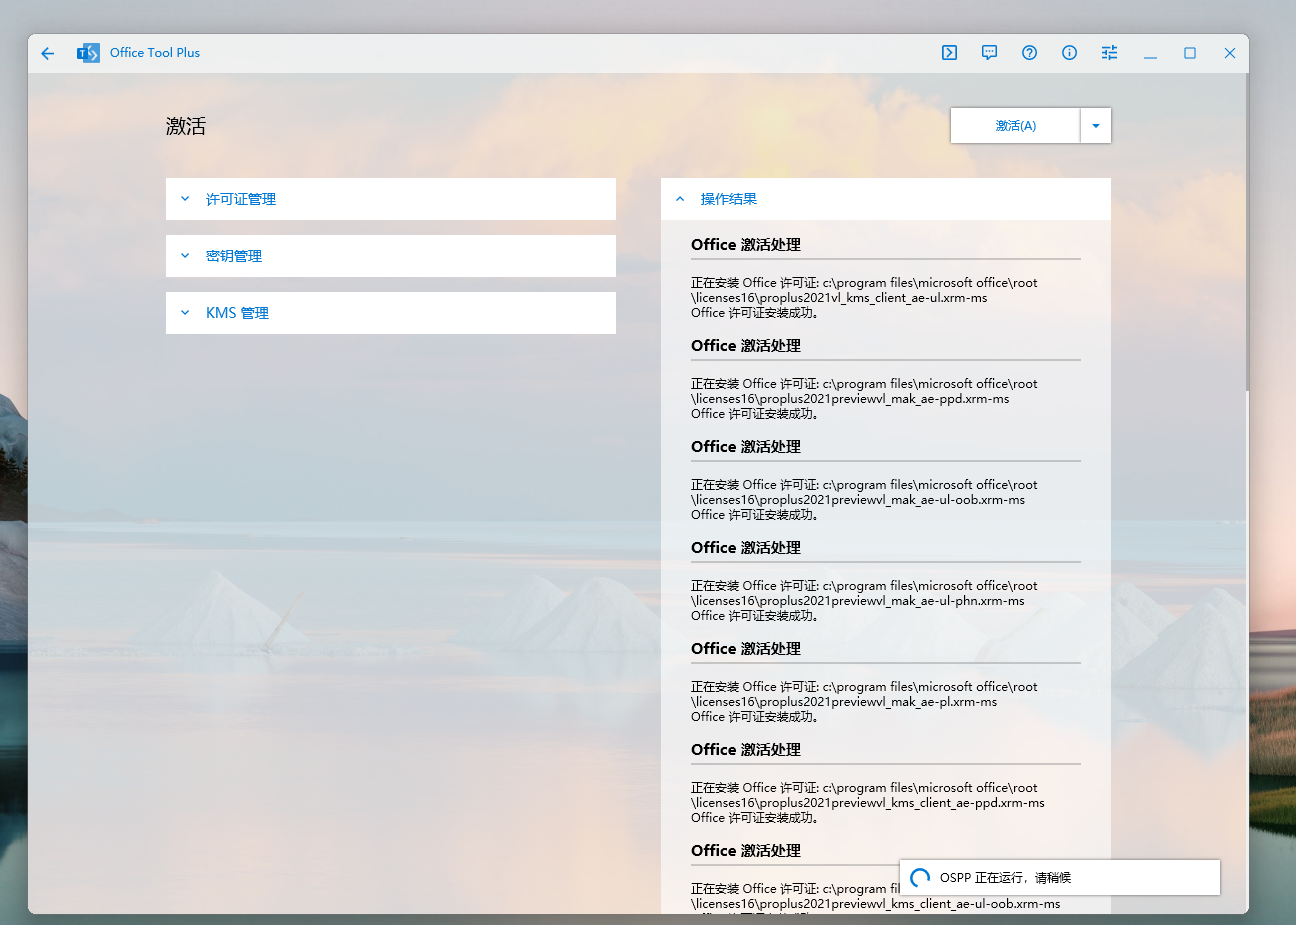 Office Tool Plus
激活
激活(A)
许可证管理
密钥管理
KMS 管理
操作结果
Office 激活处理
正在安装 Office 许可证: c:\program files\microsoft office\root
\licenses16\proplus2021vl_kms_client_ae-ul.xrm-ms
Office 许可证安装成功。
Office 激活处理
正在安装 Office 许可证: c:\program files\microsoft office\root
\licenses16\proplus2021previewvl_mak_ae-ppd.xrm-ms
Office 许可证安装成功。
Office 激活处理
正在安装 Office 许可证: c:\program files\microsoft office\root
\licenses16\proplus2021previewvl_mak_ae-ul-oob.xrm-ms
Office 许可证安装成功。
Office 激活处理
正在安装 Office 许可证: c:\program files\microsoft office\root
\licenses16\proplus2021previewvl_mak_ae-ul-phn.xrm-ms
Office 许可证安装成功。
Office 激活处理
正在安装 Office 许可证: c:\program files\microsoft office\root
\licenses16\proplus2021previewvl_mak_ae-pl.xrm-ms
Office 许可证安装成功。
Office 激活处理
正在安装 Office 许可证: c:\program files\microsoft office\root
\licenses16\proplus2021previewvl_kms_client_ae-ppd.xrm-ms
Office 许可证安装成功。
Office 激活处理
正在安装 Office 许可证: c:\program fil
\licenses16\proplus2021previewvl_kms_client_ae-ul-oob.xrm-ms
OSPP 正在运行，请稍候